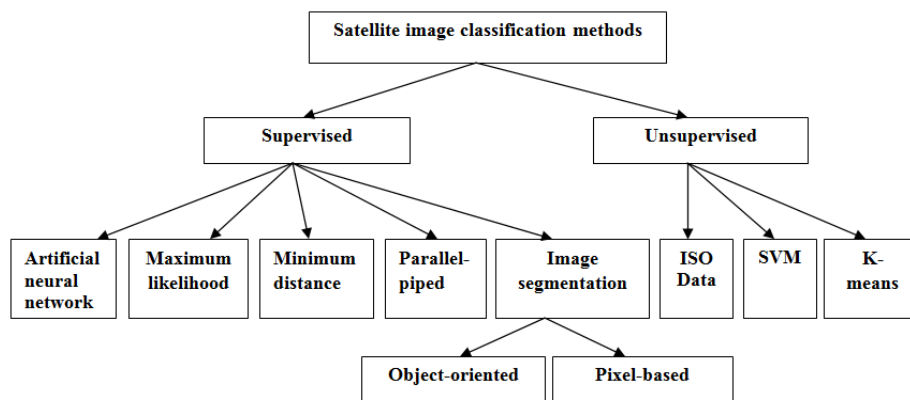 Satellite image classification methods
Supervised
Unsupervised
Artificial
neural
network
Maximum
likelihood
Minimum
distance
Parallel-
piped
Image
segmentation
ISO
Data
SVM
K-
means
Object-oriented
Pixel-based